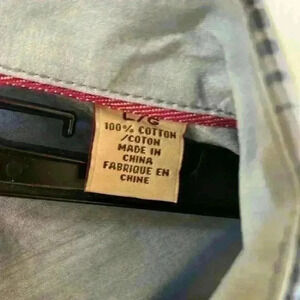 L/G
100% COTTON
/COTON
MADE IN
CHINA
FABRIQUE EN
CHINE